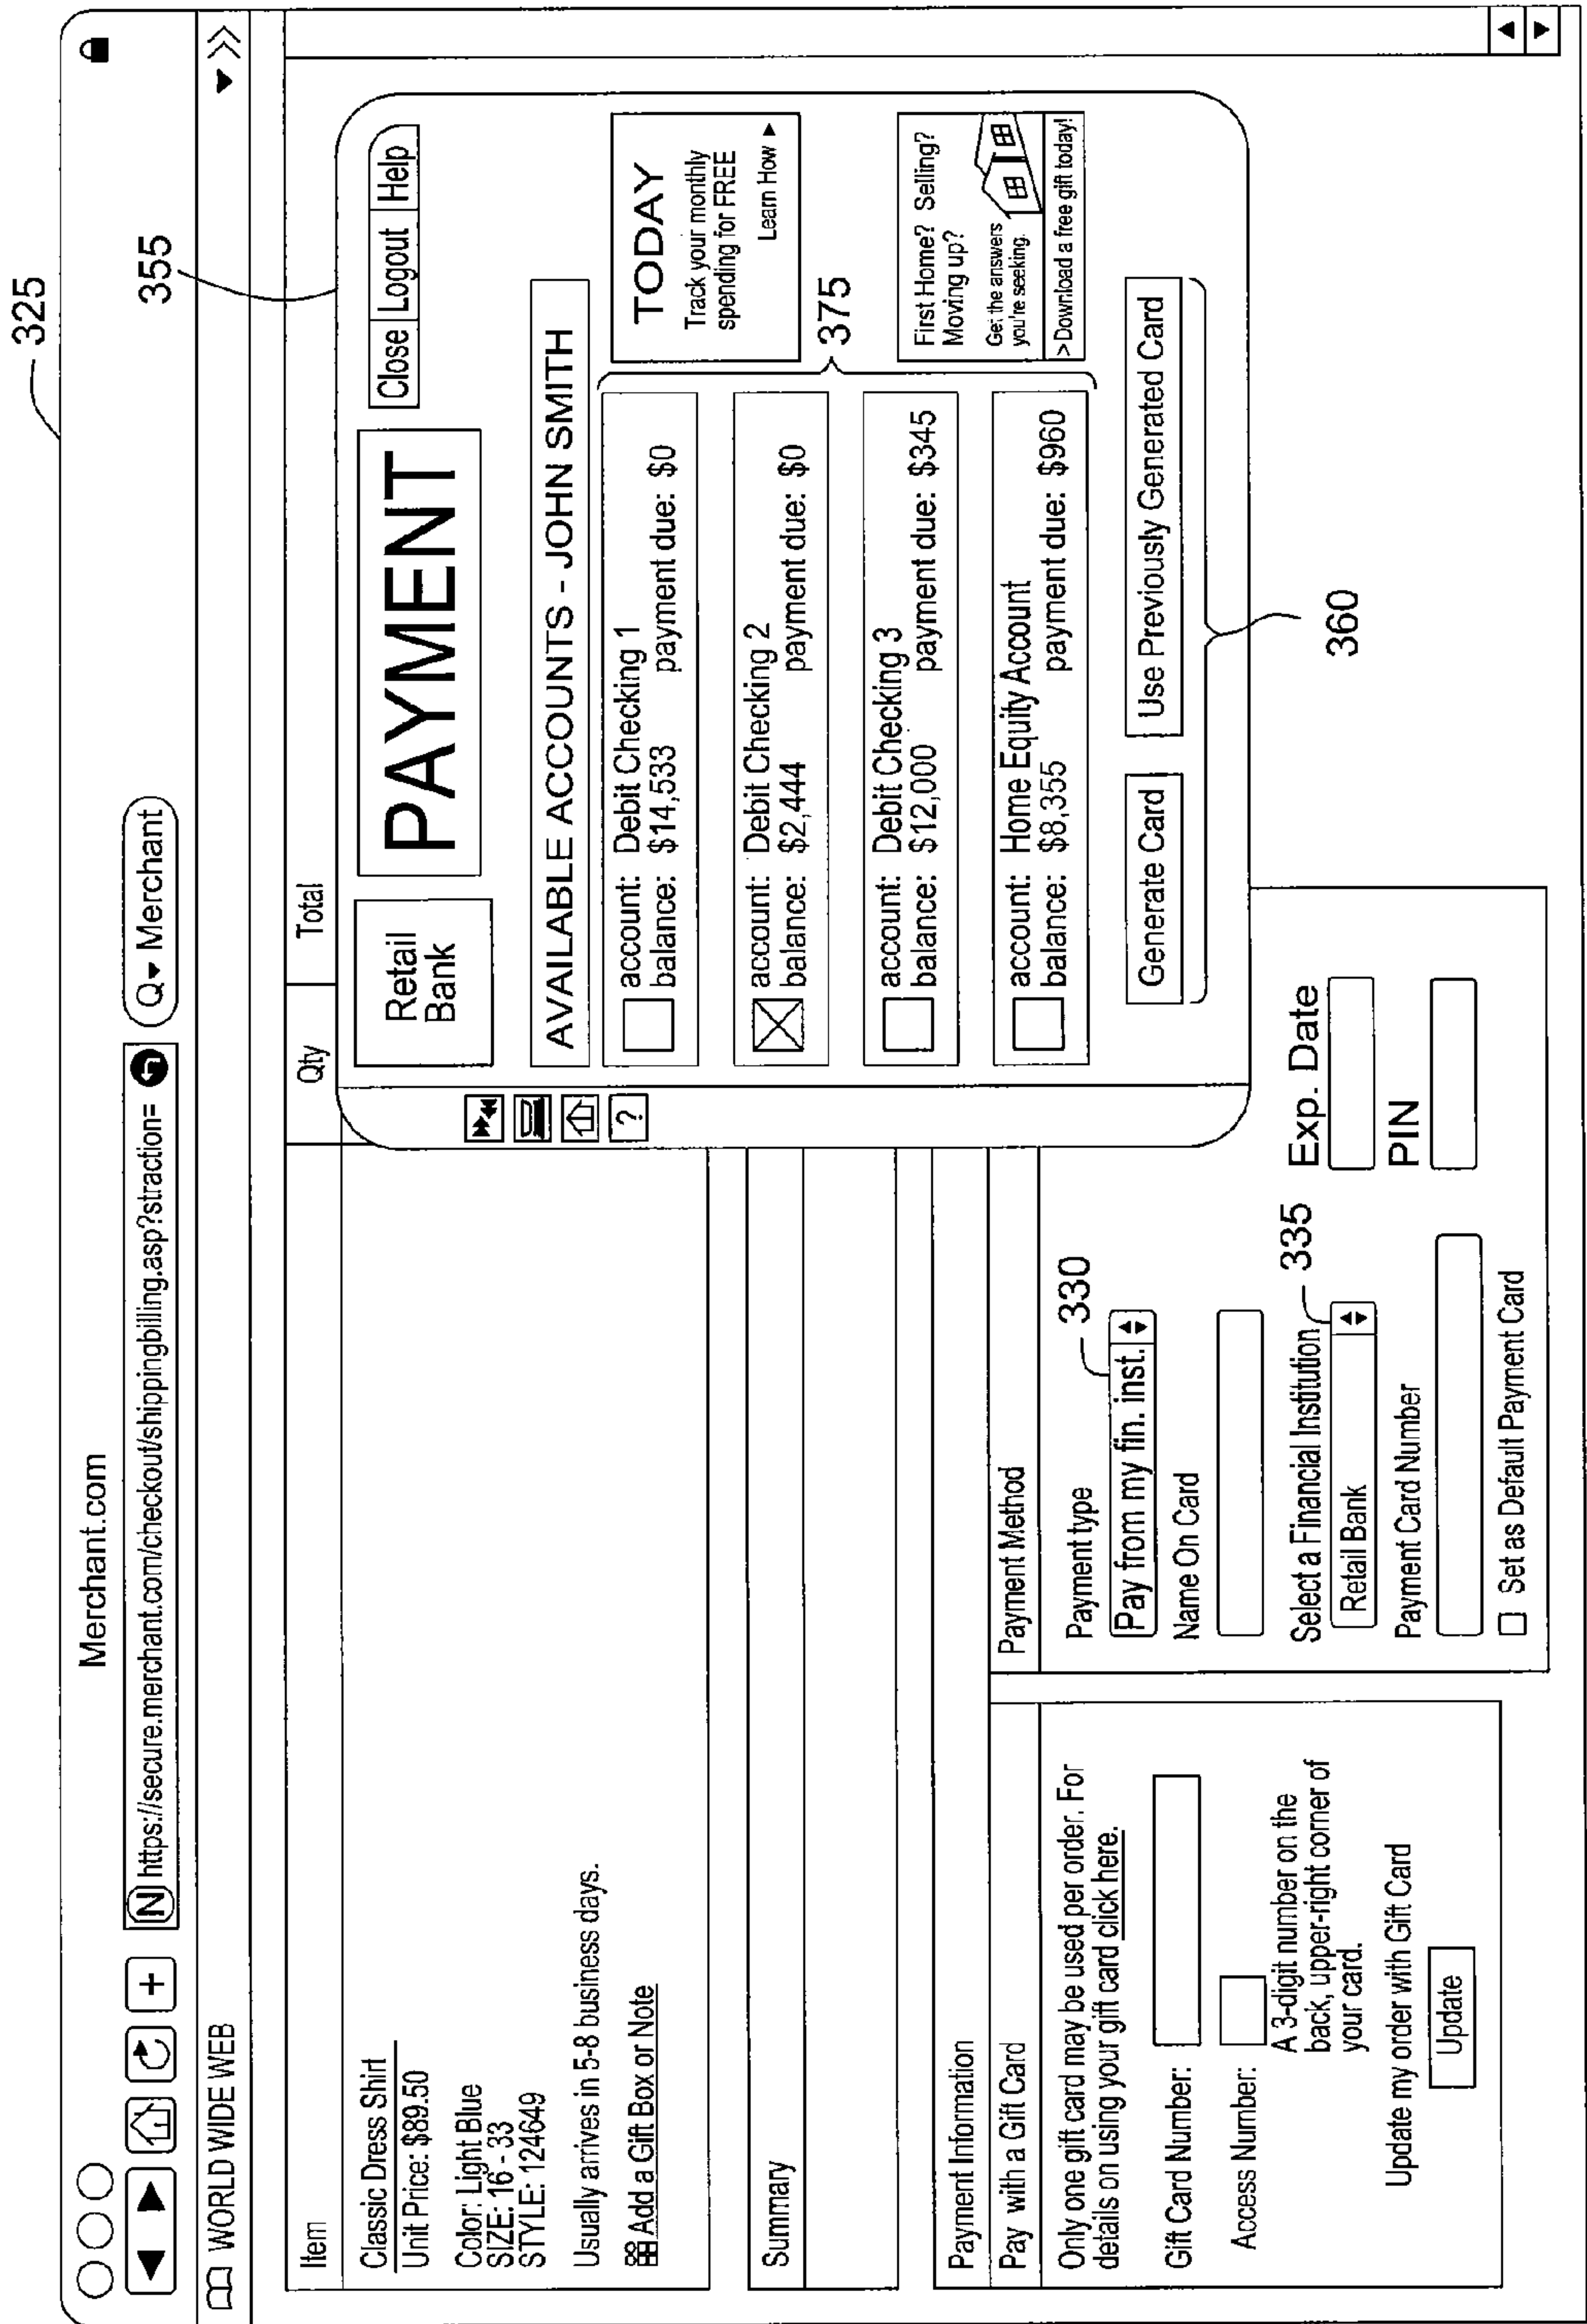 325
Merchant.com
N https://secure.merchant.com/checkout/shippingbilling.asp?straction=
Q Merchant
WORLD WIDE WEB
Item
Qty
Total
Classic Dress Shirt
Unit Price: $89.50
Color: Light Blue
SIZE: 16 - 33
STYLE: 124649
Usually arrives in 5-8 business days.
Add a Gift Box or Note
Summary
355
Close Logout Help
Retail
Bank
PAYMENT
AVAILABLE ACCOUNTS - JOHN SMITH
account: Debit Checking 1
balance: $14,533 payment due: $0
account: Debit Checking 2
balance: $2,444 payment due: $0
account: Debit Checking 3
balance: $12,000 payment due: $345
account: Home Equity Account
balance: $8,355 payment due: $960
375
TODAY
Track your monthly
spending for FREE
Learn How
First Home? Selling?
Moving up?
Get the answers
you're seeking.
>Download a free gift today!
?
Generate Card
Use Previously Generated Card
360
Payment Information
Pay with a Gift Card
Only one gift card may be used per order. For
details on using your gift card click here.
Gift Card Number:
Access Number:
A 3-digit number on the
back, upper-right corner of
your card.
Update my order with Gift Card
Update
Payment Method
Payment type
330
Pay from my fin. inst.
Name On Card
Select a Financial Institution
335
Retail Bank
Payment Card Number
Set as Default Payment Card
Exp. Date
PIN